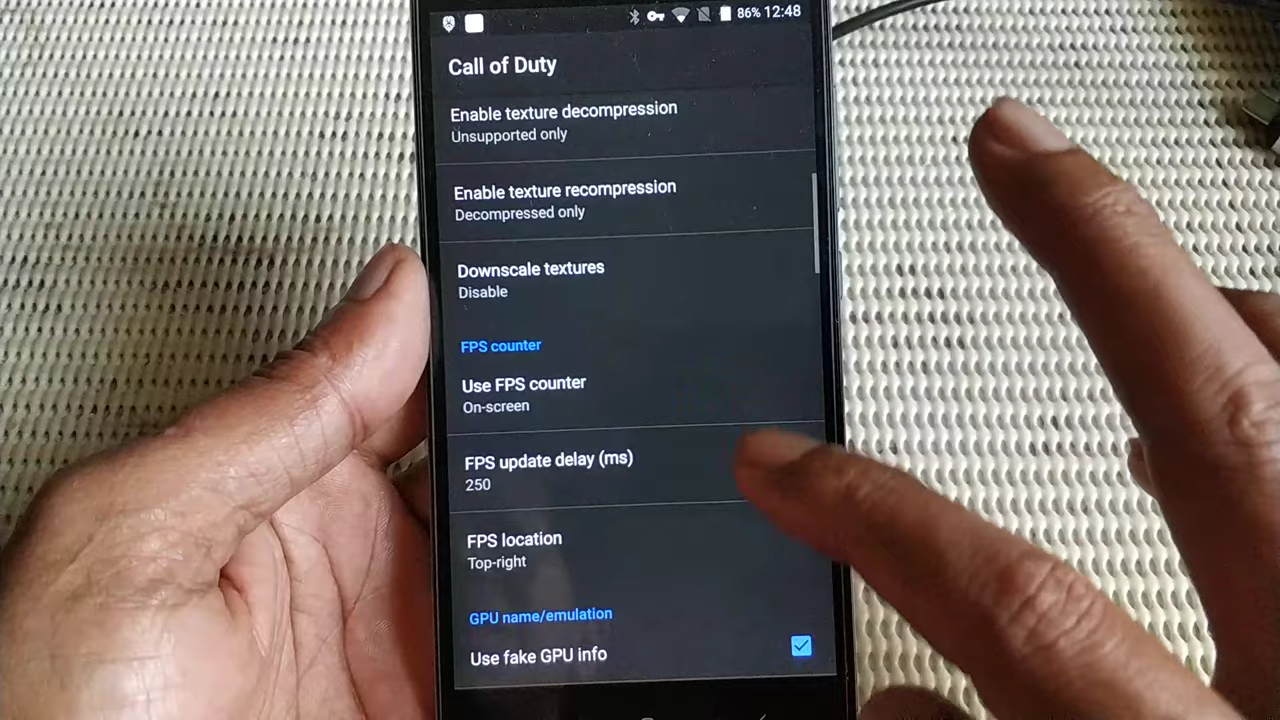 86% 12:48
Call of Duty
Enable texture decompression
Unsupported only
Enable texture recompression
Decompressed only
Downscale textures
Disable
FPS counter
Use FPS counter
On-screen
FPS update delay (ms)
250
FPS location
Top-right
GPU name/emulation
Use fake GPU info